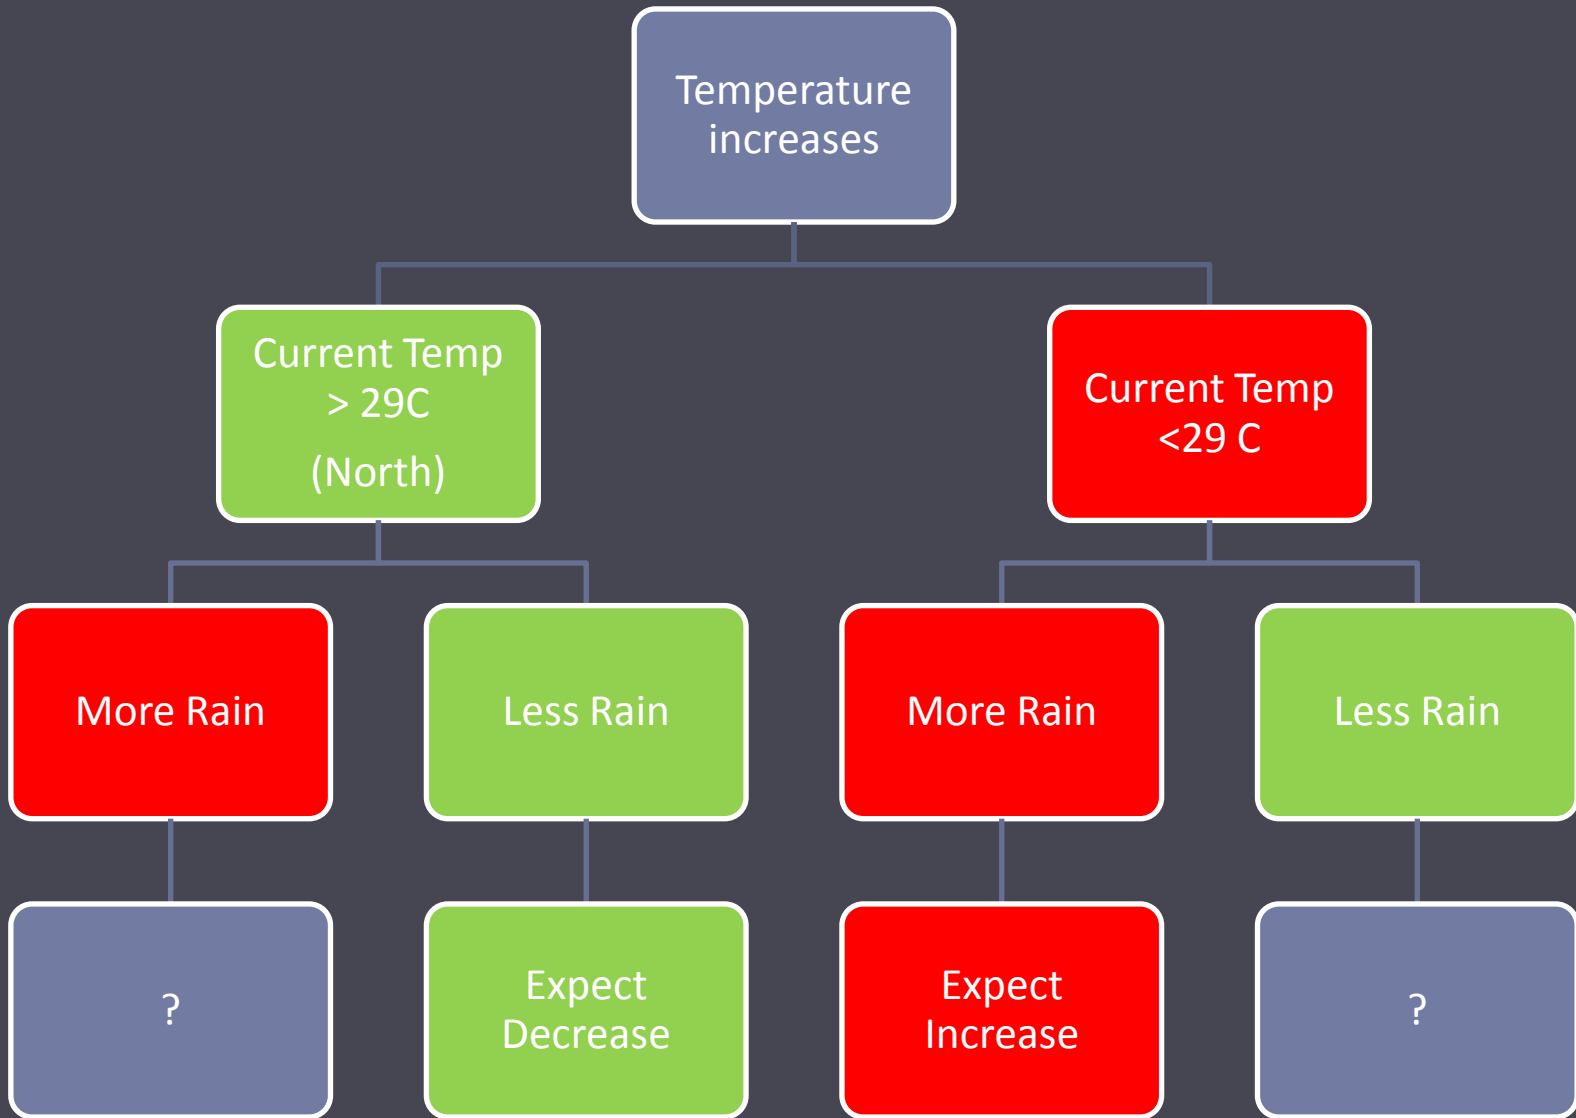 Temperature
increases
Current Temp
> 29C
(North)
Current Temp
<29 C
More Rain
Less Rain
More Rain
Less Rain
?
Expect
Decrease
Expect
Increase
?